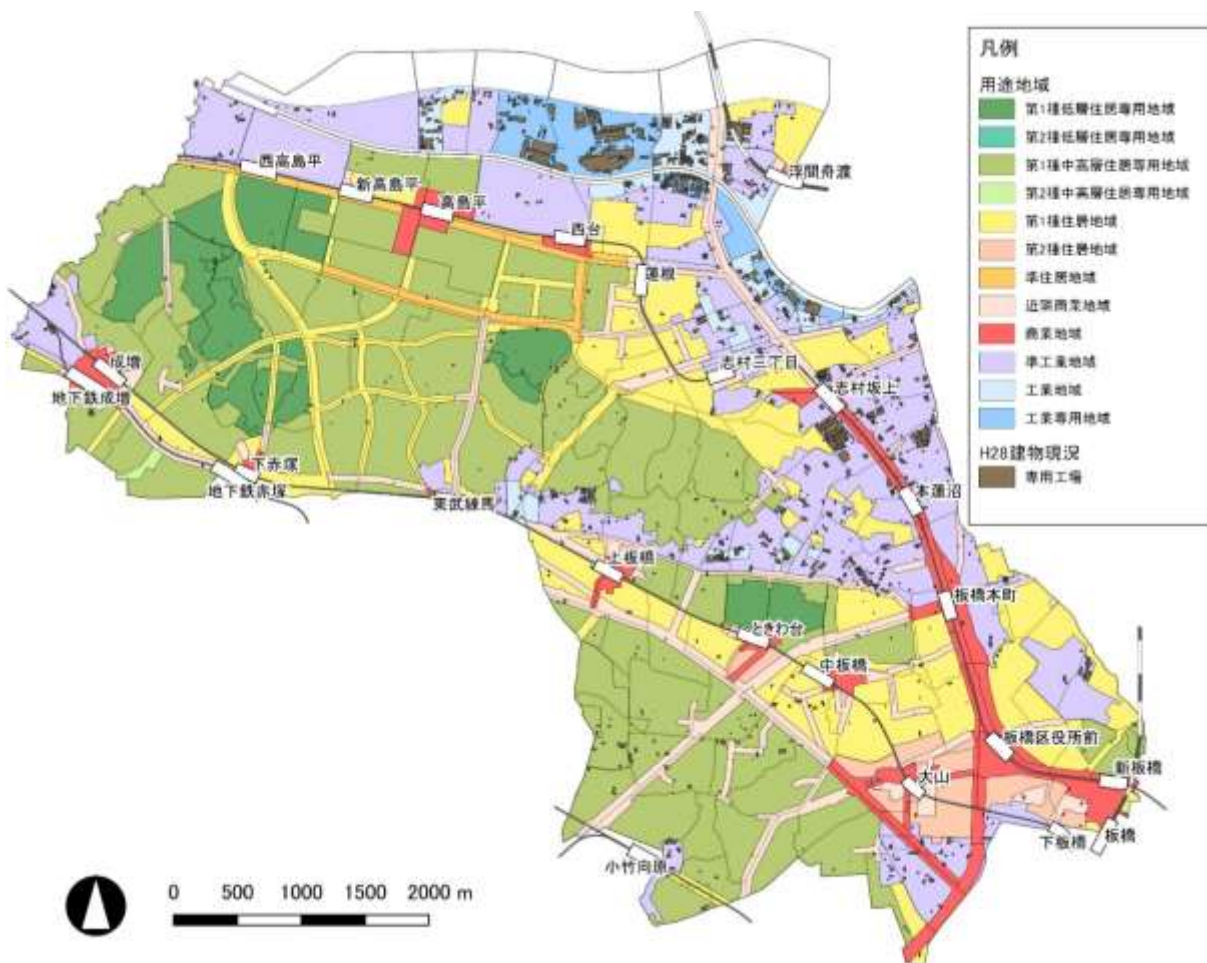 凡例
用途地域
第1種低層住居専用地域
第2種低層住居専用地域
第1種中高層住居専用地域
第2種中高層住居専用地域
第1種住居地域
第2種住居地域
準住居地域
近隣商業地域
商業地域
準工業地域
工業地域
工業専用地域
H28建物現況
専用工場
西高島平
新高島平
高島平
西台
蓮根
浮間舟渡
志村三丁目
志村坂上
本蓮沼
板橋本町
板橋区役所前
新板橋
板橋
下板橋
大山
中板橋
ときわ台
上板橋
東武練馬
下赤塚
地下鉄赤塚
成増
地下鉄成増
小竹向原
0 500 1000 1500 2000 m